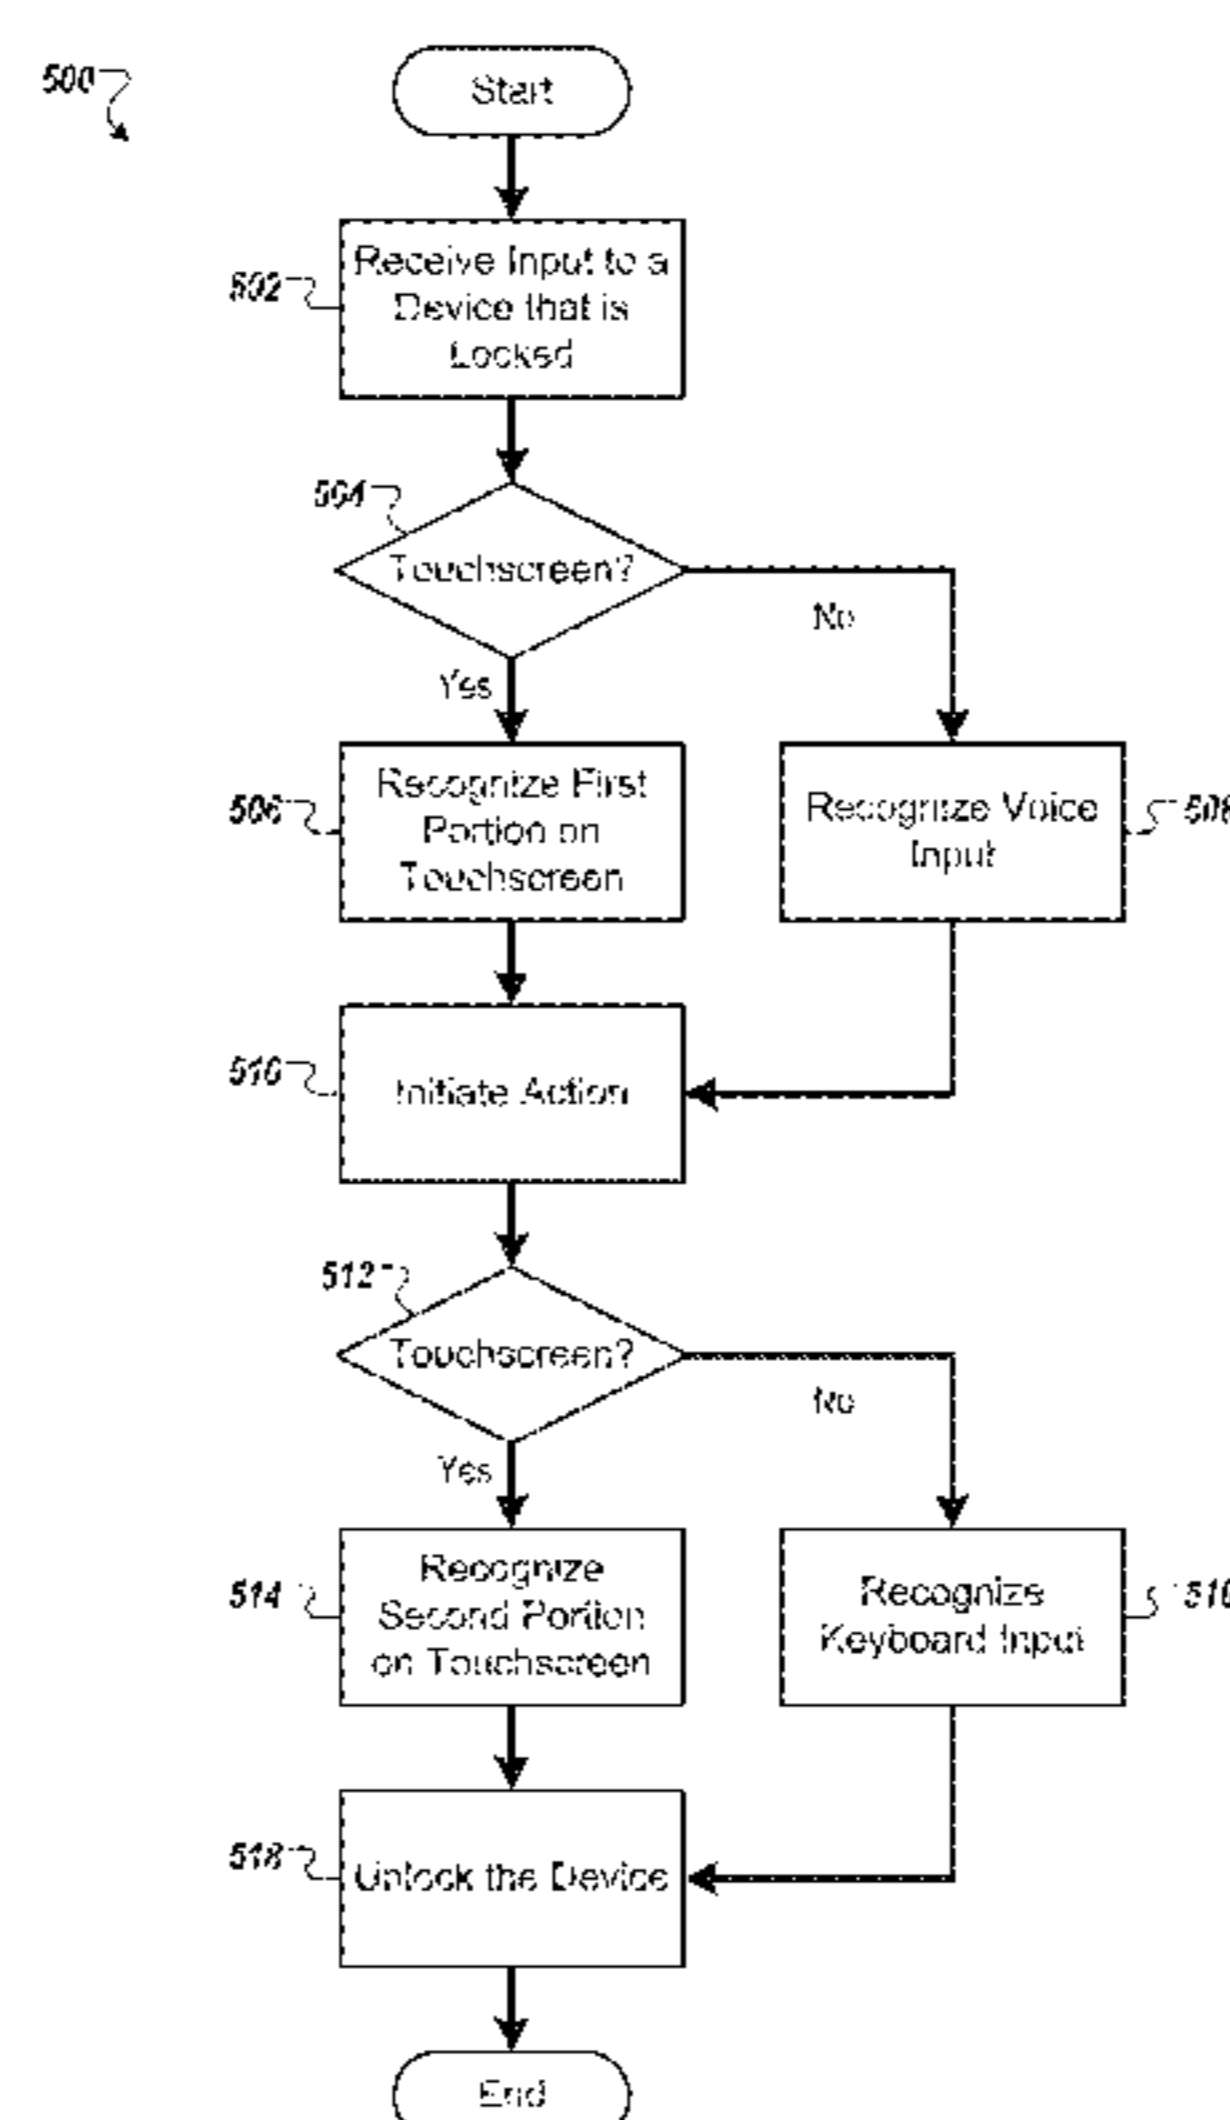 500
Start
502
Receive Input to a
Device that is
Locked
504
Touchscreen?
No
Yes
506
Recognize First
Portion on
Touchscreen
Recognize Voice
Input
508
510
Initiate Action
512
Touchscreen?
No
Yes
514
Recognize
Second Portion
on Touchscreen
Recognize
Keyboard Input
518
Unlock the Device
End